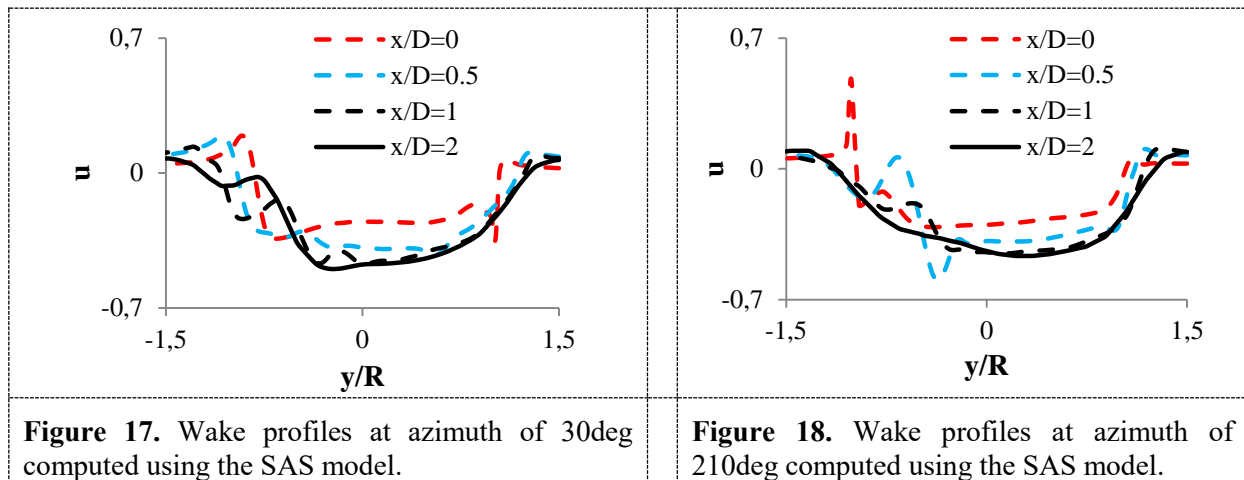 0,7
x/D=0
x/D=0.5
x/D=1
x/D=2
u
0
-0,7
-1,5
0
1,5
y/R
Figure 17. Wake profiles at azimuth of 30deg
computed using the SAS model.
0,7
x/D=0
x/D=0.5
x/D=1
x/D=2
u
0
-0,7
-1,5
0
1,5
y/R
Figure 18. Wake profiles at azimuth of
210deg computed using the SAS model.